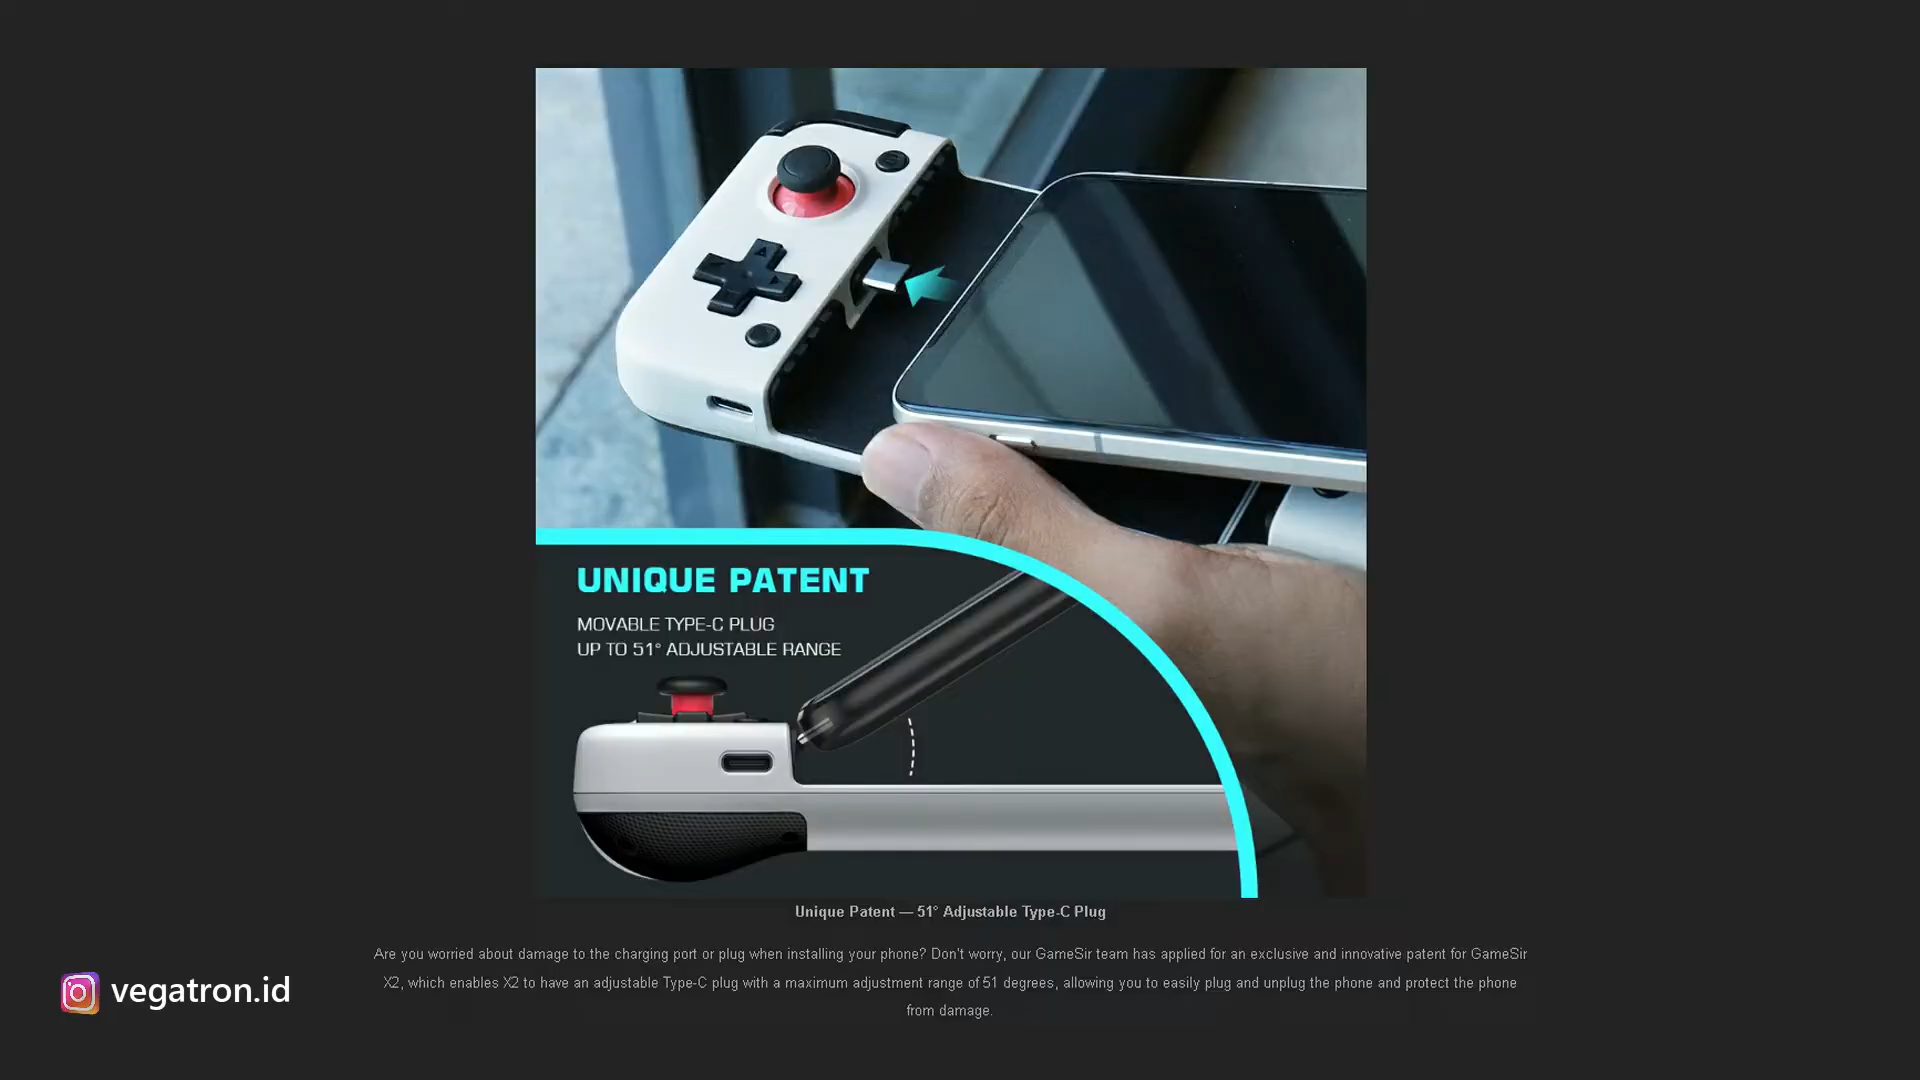 UNIQUE PATENT
MOVABLE TYPE-C PLUG
UP TO 51° ADJUSTABLE RANGE
Unique Patent — 51° Adjustable Type-C Plug
Are you worried about damage to the charging port or plug when installing your phone? Don't worry, our GameSir team has applied for an exclusive and innovative patent for GameSir
X2, which enables X2 to have an adjustable Type-C plug with a maximum adjustment range of 51 degrees, allowing you to easily plug and unplug the phone and protect the phone
from damage.
vegatron.id